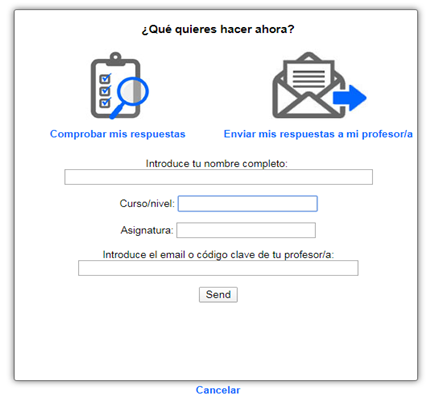 ¿Qué quieres hacer ahora?
Comprobar mis respuestas
Enviar mis respuestas a mi profesor/a
Introduce tu nombre completo:
Curso/nivel:
Asignatura:
Introduce el email o código clave de tu profesor/a:
Send
Cancelar